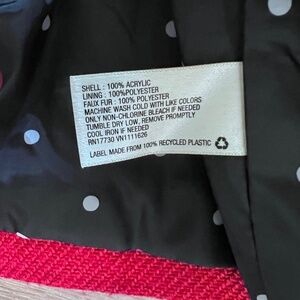 SHELL : 100% ACRYLIC
LINING : 100%POLYESTER
FAUX FUR : 100% POLYESTER
MACHINE WASH COLD WITH LIKE COLORS
ONLY NON-CHLORINE BLEACH IF NEEDED
TUMBLE DRY LOW, REMOVE PROMPTLY
COOL IRON IF NEEDED
RN17730 VN1111626
LABEL MADE FROM 100% RECYCLED PLASTIC